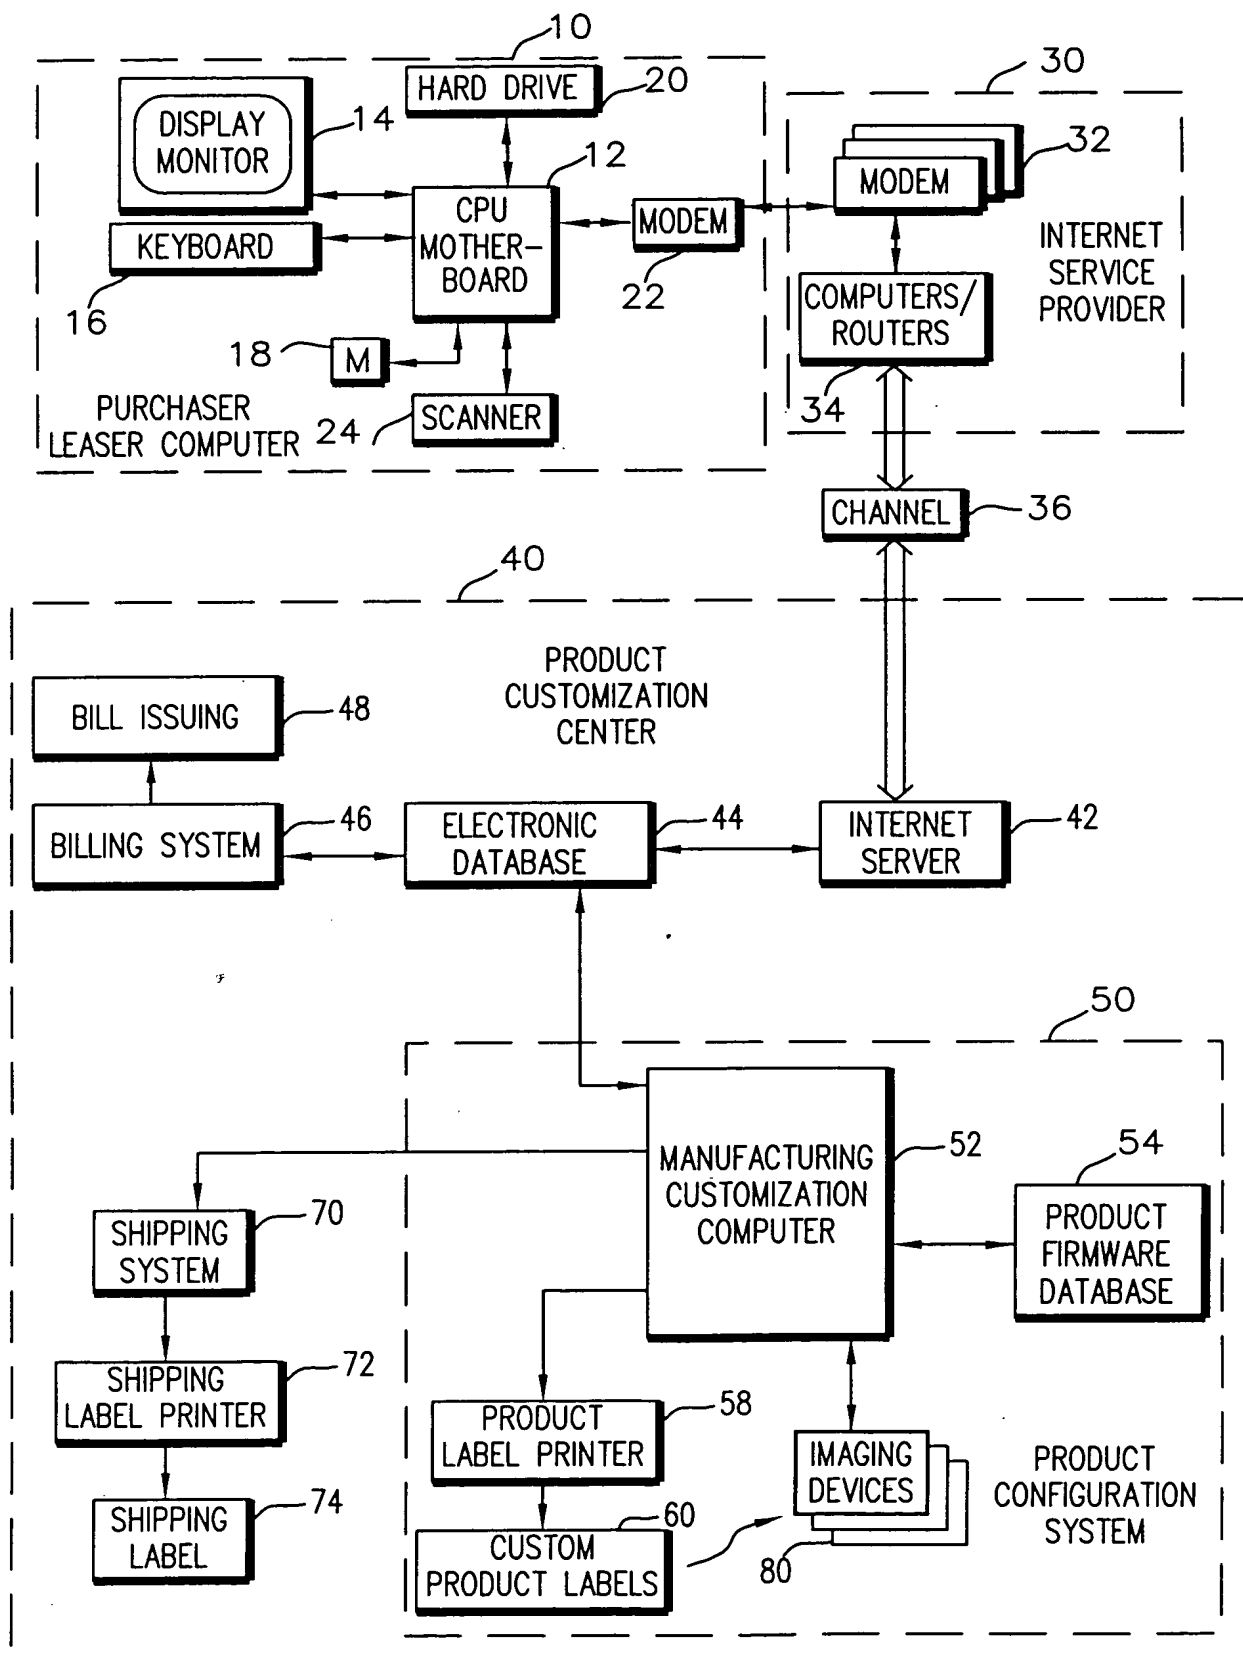 10
HARD DRIVE
20
DISPLAY
MONITOR
14
12
CPU
MOTHER-
BOARD
KEYBOARD
16
MODEM
22
18
M
SCANNER
24
PURCHASER
LEASER COMPUTER
30
32
MODEM
INTERNET
SERVICE
PROVIDER
COMPUTERS/
ROUTERS
34
CHANNEL
36
40
PRODUCT
CUSTOMIZATION
CENTER
BILL ISSUING
48
BILLING SYSTEM
46
ELECTRONIC
DATABASE
44
INTERNET
SERVER
42
50
MANUFACTURING
CUSTOMIZATION
COMPUTER
52
54
PRODUCT
FIRMWARE
DATABASE
SHIPPING
SYSTEM
70
SHIPPING
LABEL PRINTER
72
SHIPPING
LABEL
74
PRODUCT
LABEL PRINTER
58
CUSTOM
PRODUCT LABELS
60
IMAGING
DEVICES
80
PRODUCT
CONFIGURATION
SYSTEM